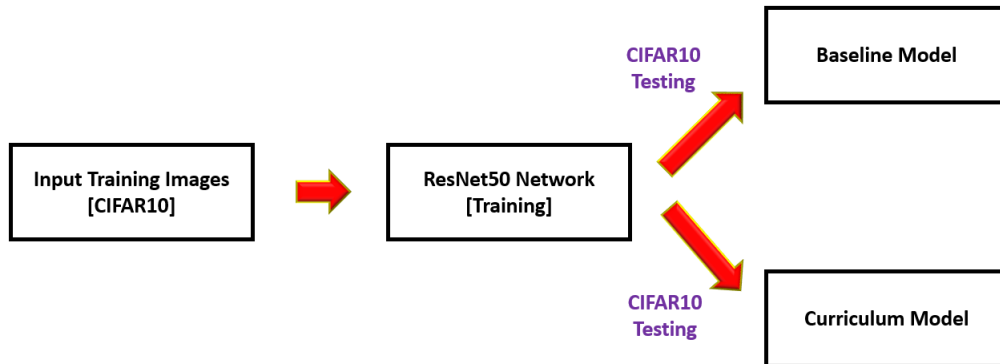 Input Training Images
[CIFAR10]
ResNet50 Network
[Training]
CIFAR10
Testing
Baseline Model
CIFAR10
Testing
Curriculum Model